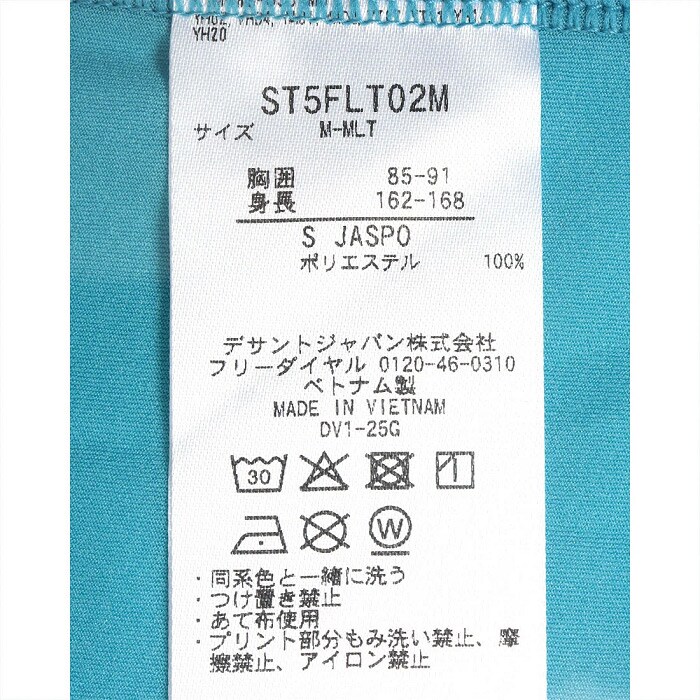 YH20
ST5FLT02M
サイズ M-MLT
胸囲 85-91
身長 162-168
S JASPO
ポリエステル 100%
デサントジャパン株式会社
フリーダイヤル 0120-46-0310
ベトナム製
MADE IN VIETNAM
DV1-25G
30
W
・同系色と一緒に洗う
・つけ置き禁止
・あて布使用
・プリント部分もみ洗い禁止、摩
擦禁止、アイロン禁止